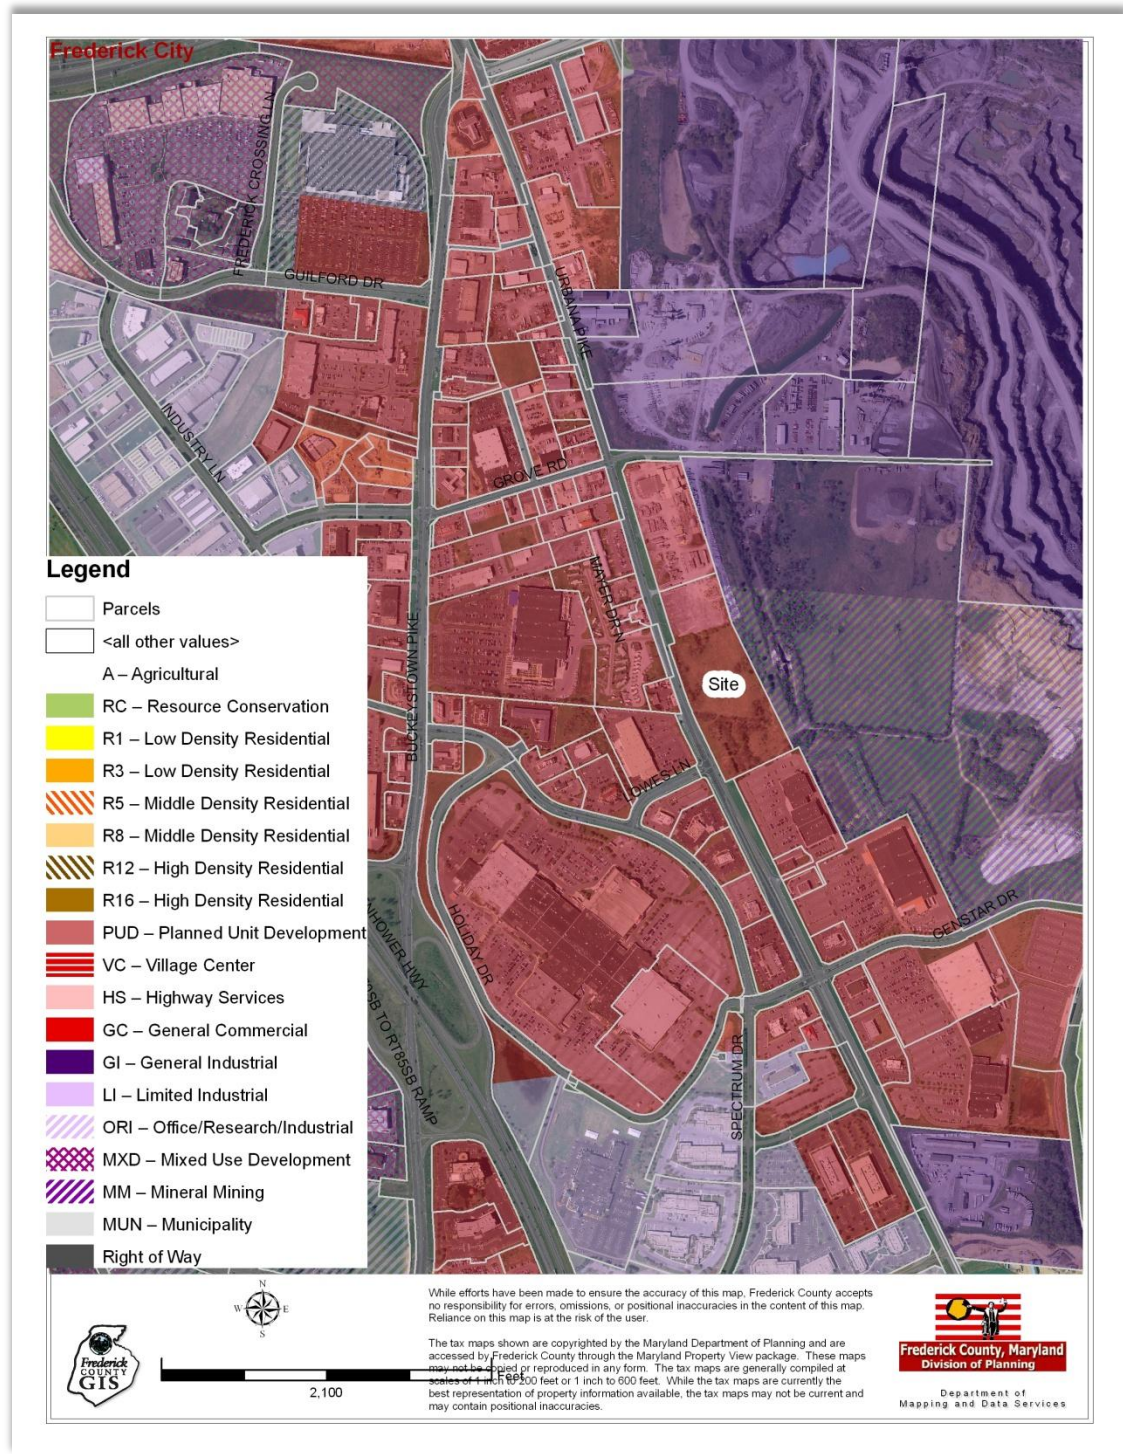 Frederick City
FREDERICK CROSSING LN
GUILFORD DR
URBANA PIKE
INDUSTRY LN
GROVE RD
MAYER DR N
BUCKEYSTOWN PIKE
Site
LOWES LN
HOLIDAY DR
GENSTAR DR
SPECTRUM DR
NHOWER HWY
SB TO RT85SB RAMP
Legend
Parcels
<all other values>
A – Agricultural
RC – Resource Conservation
R1 – Low Density Residential
R3 – Low Density Residential
R5 – Middle Density Residential
R8 – Middle Density Residential
R12 – High Density Residential
R16 – High Density Residential
PUD – Planned Unit Development
VC – Village Center
HS – Highway Services
GC – General Commercial
GI – General Industrial
LI – Limited Industrial
ORI – Office/Research/Industrial
MXD – Mixed Use Development
MM – Mineral Mining
MUN – Municipality
Right of Way
N
W E
S
Frederick
COUNTY
GIS
Feet
2,100
While efforts have been made to ensure the accuracy of this map, Frederick County accepts
no responsibility for errors, omissions, or positional inaccuracies in the content of this map.
Reliance on this map is at the risk of the user.
The tax maps shown are copyrighted by the Maryland Department of Planning and are
accessed by Frederick County through the Maryland Property View package. These maps
may not be copied or reproduced in any form. The tax maps are generally compiled at
scales of 1 inch to 200 feet or 1 inch to 600 feet. While the tax maps are currently the
best representation of property information available, the tax maps may not be current and
may contain positional inaccuracies.
Frederick County, Maryland
Division of Planning
Department of
Mapping and Data Services